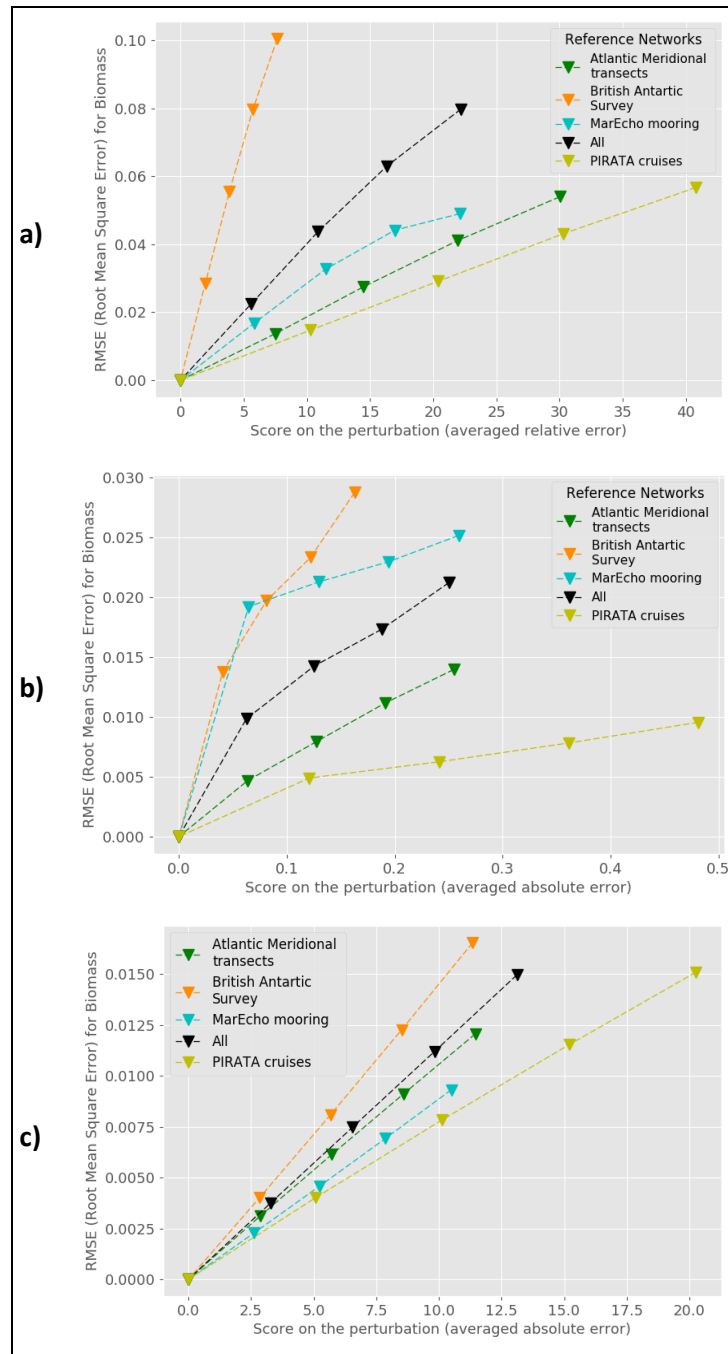 a)
RMSE (Root Mean Square Error) for Biomass
0.10
0.08
0.06
0.04
0.02
0.00
Reference Networks
Atlantic Meridional
transects
British Antartic
Survey
MarEcho mooring
All
PIRATA cruises
0 5 10 15 20 25 30 35 40
Score on the perturbation (averaged relative error)
b)
RMSE (Root Mean Square Error) for Biomass
0.030
0.025
0.020
0.015
0.010
0.005
0.000
Reference Networks
Atlantic Meridional
transects
British Antartic
Survey
MarEcho mooring
All
PIRATA cruises
0.0 0.1 0.2 0.3 0.4 0.5
Score on the perturbation (averaged absolute error)
c)
RMSE (Root Mean Square Error) for Biomass
0.0150
0.0125
0.0100
0.0075
0.0050
0.0025
0.0000
Atlantic Meridional
transects
British Antartic
Survey
MarEcho mooring
All
PIRATA cruises
0.0 2.5 5.0 7.5 10.0 12.5 15.0 17.5 20.0
Score on the perturbation (averaged absolute error)